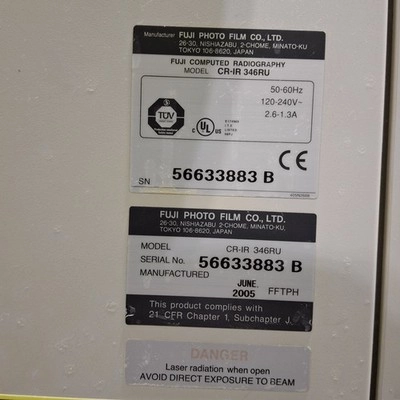 Manufacturer FUJI PHOTO FILM CO., LTD.
26-30, NISHIAZABU 2-CHOME, MINATO-KU
TOKYO 106-8620, JAPAN
FUJI COMPUTED RADIOGRAPHY
MODEL CR-IR 346RU
50-60Hz
120-240V~
2.6-1.3A
TÜV
C UL US
LISTED
CE
SN 56633883 B
FUJI PHOTO FILM CO., LTD.
26-30, NISHIAZABU 2-CHOME, MINATO-KU,
TOKYO 106-8620, JAPAN
MODEL CR-IR 346RU
SERIAL No. 56633883 B
MANUFACTURED JUNE.
2005 FFTPH
This product complies with
21 CFR Chapter 1, Subchapter J.
DANGER
Laser radiation when open
AVOID DIRECT EXPOSURE TO BEAM